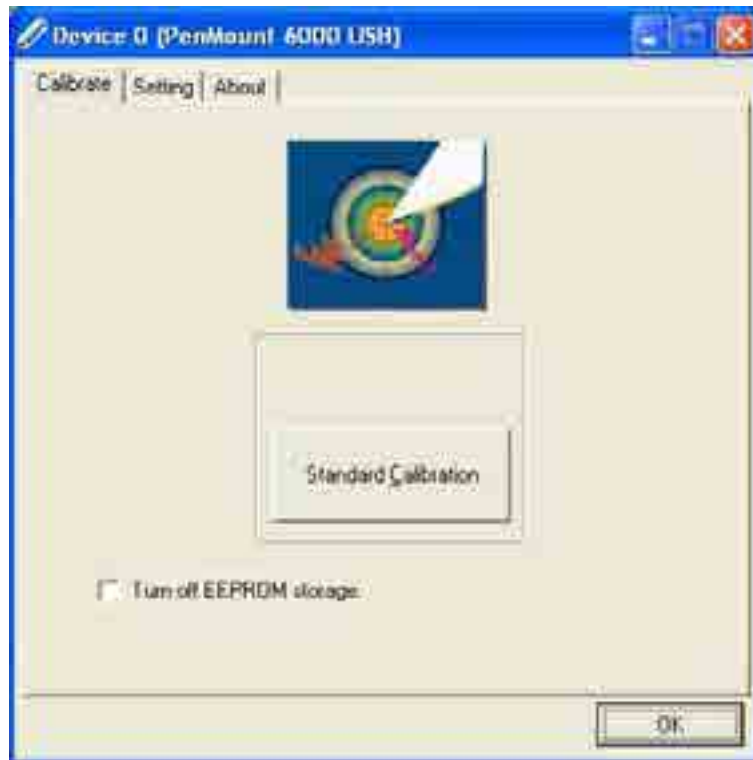 Device 0 (PenMount 6000 USB)
Calibrate Setting About
Standard Calibration
Turn off EEPROM storage.
OK